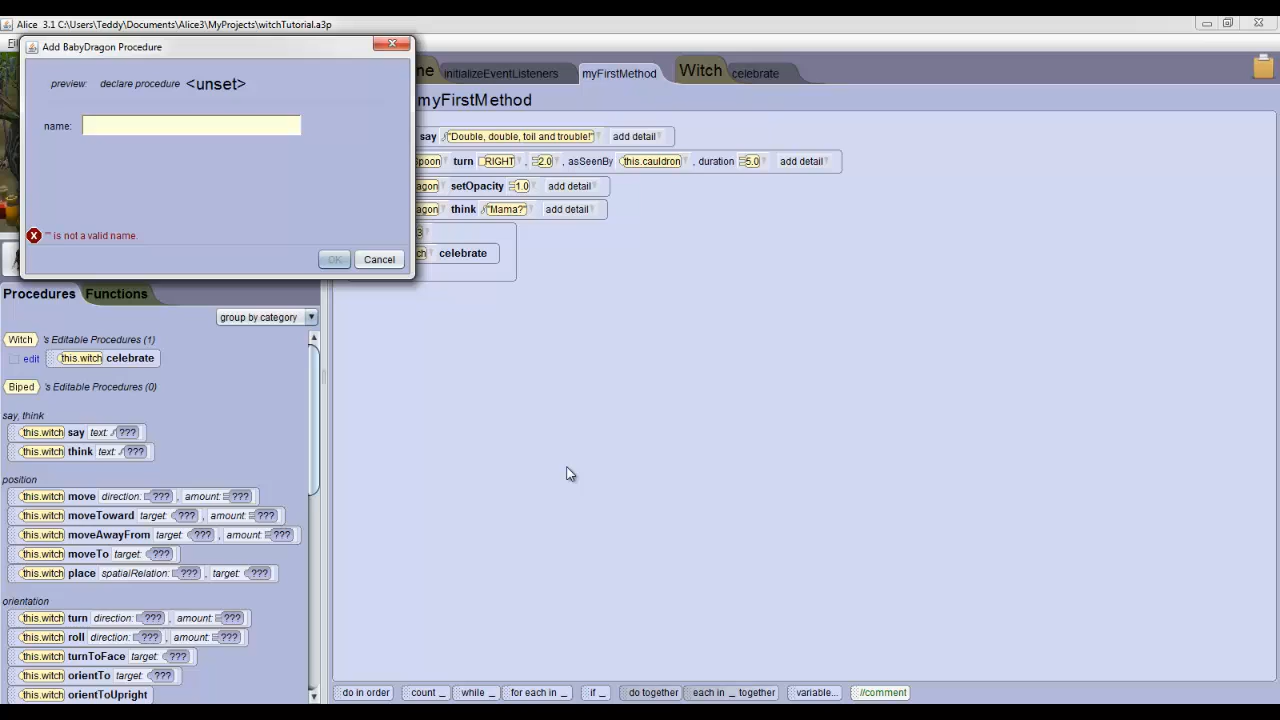 Alice 3.1 C:\Users\Teddy\Documents\Alice3\MyProjects\witchTutorial.a3p
Add BabyDragon Procedure
preview: declare procedure <unset>
name:
"" is not a valid name.
OK Cancel
initializeEventListeners myFirstMethod Witch celebrate
myFirstMethod
say "Double, double, toil and trouble!" add detail
spoon turn RIGHT , 2.0 , asSeenBy this.cauldron , duration 5.0 add detail
agon setOpacity 1.0 add detail
agon think "Mama?" add detail
3
ch celebrate
Procedures Functions
group by category
Witch 's Editable Procedures (1)
edit this.witch celebrate
Biped 's Editable Procedures (0)
say, think
this.witch say text: ???
this.witch think text: ???
position
this.witch move direction: ??? , amount: ???
this.witch moveToward target: ??? , amount: ???
this.witch moveAwayFrom target: ??? , amount: ???
this.witch moveTo target: ???
this.witch place spatialRelation: ??? , target: ???
orientation
this.witch turn direction: ??? , amount: ???
this.witch roll direction: ??? , amount: ???
this.witch turnToFace target: ???
this.witch orientTo target: ???
this.witch orientToUpright
do in order count _ while _ for each in _ if _ do together each in _ together variable... //comment